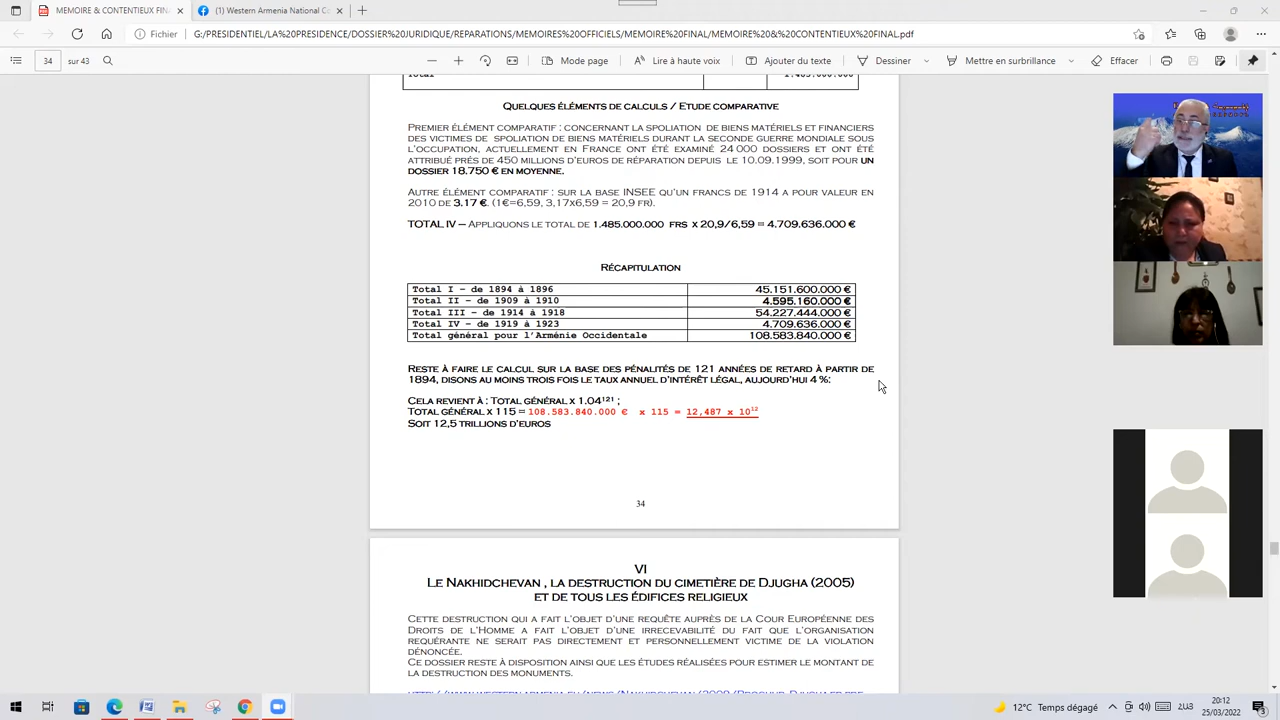 MEMOIRE & CONTENTIEUX FIN
(1) Western Armenia National Co
Fichier
G:/PRESIDENTIEL/LA%20PRESIDENCE/DOSSIER%20JURIDIQUE/REPARATIONS/MEMOIRES%20OFFICIELS/MEMOIRE%20FINAL/MEMOIRE%20&%20CONTENTIEUX%20FINAL.pdf
34
sur 43
Mode page
Lire à haute voix
Ajouter du texte
Dessiner
Mettre en surbrillance
Effacer
Total
1.485.000.000
QUELQUES ÉLÉMENTS DE CALCULS / ETUDE COMPARATIVE
PREMIER ÉLÉMENT COMPARATIF : CONCERNANT LA SPOLIATION DE BIENS MATÉRIELS ET FINANCIERS
DES VICTIMES DE SPOLIATION DE BIENS MATÉRIELS DURANT LA SECONDE GUERRE MONDIALE SOUS
L'OCCUPATION, ACTUELLEMENT EN FRANCE ONT ÉTÉ EXAMINÉ 24 000 DOSSIERS ET ONT ÉTÉ
ATTRIBUÉ PRÉS DE 450 MILLIONS D'EUROS DE RÉPARATION DEPUIS LE 10.09.1999, SOIT POUR UN
DOSSIER 18.750 € EN MOYENNE.
AUTRE ÉLÉMENT COMPARATIF : SUR LA BASE INSEE QU'UN FRANCS DE 1914 A POUR VALEUR EN
2010 DE 3.17 €. (1€=6,59, 3,17x6,59 = 20,9 FR).
TOTAL IV – APPLIQUONS LE TOTAL DE 1.485.000.000 FRS X 20,9/6,59 = 4.709.636.000 €
RÉCAPITULATION
Total I – de 1894 à 1896 45.151.600.000 €
Total II – de 1909 à 1910 4.595.160.000 €
Total III – de 1914 à 1918 54.227.444.000 €
Total IV – de 1919 à 1923 4.709.636.000 €
Total général pour l'Arménie Occidentale 108.583.840.000 €
RESTE À FAIRE LE CALCUL SUR LA BASE DES PÉNALITÉS DE 121 ANNÉES DE RETARD À PARTIR DE
1894, DISONS AU MOINS TROIS FOIS LE TAUX ANNUEL D'INTÉRET LÉGAL, AUJOURD'HUI 4 %:
CELA REVIENT À : TOTAL GÉNÉRAL X 1.04¹²¹ ;
TOTAL GÉNÉRAL X 115 = 108.583.840.000 € x 115 = 12,487 x 10¹²
SOIT 12,5 TRILLIONS D'EUROS
34
VI
LE NAKHIDCHEVAN , LA DESTRUCTION DU CIMETIÈRE DE DJUGHA (2005)
ET DE TOUS LES ÉDIFICES RELIGIEUX
CETTE DESTRUCTION QUI A FAIT L'OBJET D'UNE REQUÊTE AUPRÈS DE LA COUR EUROPÉENNE DES
DROITS DE L'HOMME A FAIT L'OBJET D'UNE IRRECEVABILITÉ DU FAIT QUE L'ORGANISATION
REQUÉRANTE NE SERAIT PAS DIRECTEMENT ET PERSONNELLEMENT VICTIME DE LA VIOLATION
DÉNONCÉE.
CE DOSSIER RESTE À DISPOSITION AINSI QUE LES ÉTUDES RÉALISÉES POUR ESTIMER LE MONTANT DE
LA DESTRUCTION DES MONUMENTS.
12°C Temps dégagé
ՀԱՅ
20:12
25/03/2022